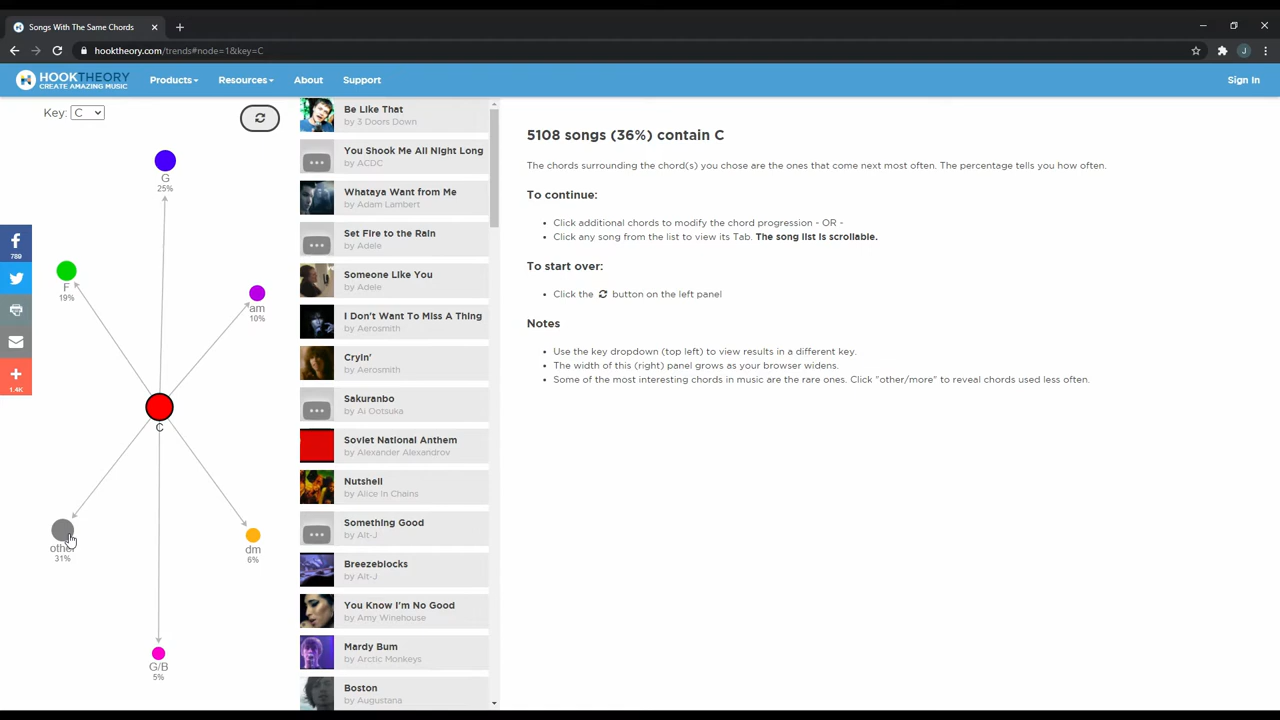 Songs With The Same Chords
hooktheory.com/trends#node=1&key=C
J
HOOKTHEORY
CREATE AMAZING MUSIC
Products
Resources
About
Support
Sign In
Key: C
G
25%
F
19%
am
10%
C
other
31%
dm
6%
G/B
5%
789
1.4K
Be Like That
by 3 Doors Down
You Shook Me All Night Long
by ACDC
Whataya Want from Me
by Adam Lambert
Set Fire to the Rain
by Adele
Someone Like You
by Adele
I Don't Want To Miss A Thing
by Aerosmith
Cryin'
by Aerosmith
Sakuranbo
by Ai Ootsuka
Soviet National Anthem
by Alexander Alexandrov
Nutshell
by Alice in Chains
Something Good
by Alt-J
Breezeblocks
by Alt-J
You Know I'm No Good
by Amy Winehouse
Mardy Bum
by Arctic Monkeys
Boston
by Augustana
5108 songs (36%) contain C
The chords surrounding the chord(s) you chose are the ones that come next most often. The percentage tells you how often.
To continue:
• Click additional chords to modify the chord progression - OR -
• Click any song from the list to view its Tab. The song list is scrollable.
To start over:
• Click the button on the left panel
Notes
• Use the key dropdown (top left) to view results in a different key.
• The width of this (right) panel grows as your browser widens.
• Some of the most interesting chords in music are the rare ones. Click "other/more" to reveal chords used less often.